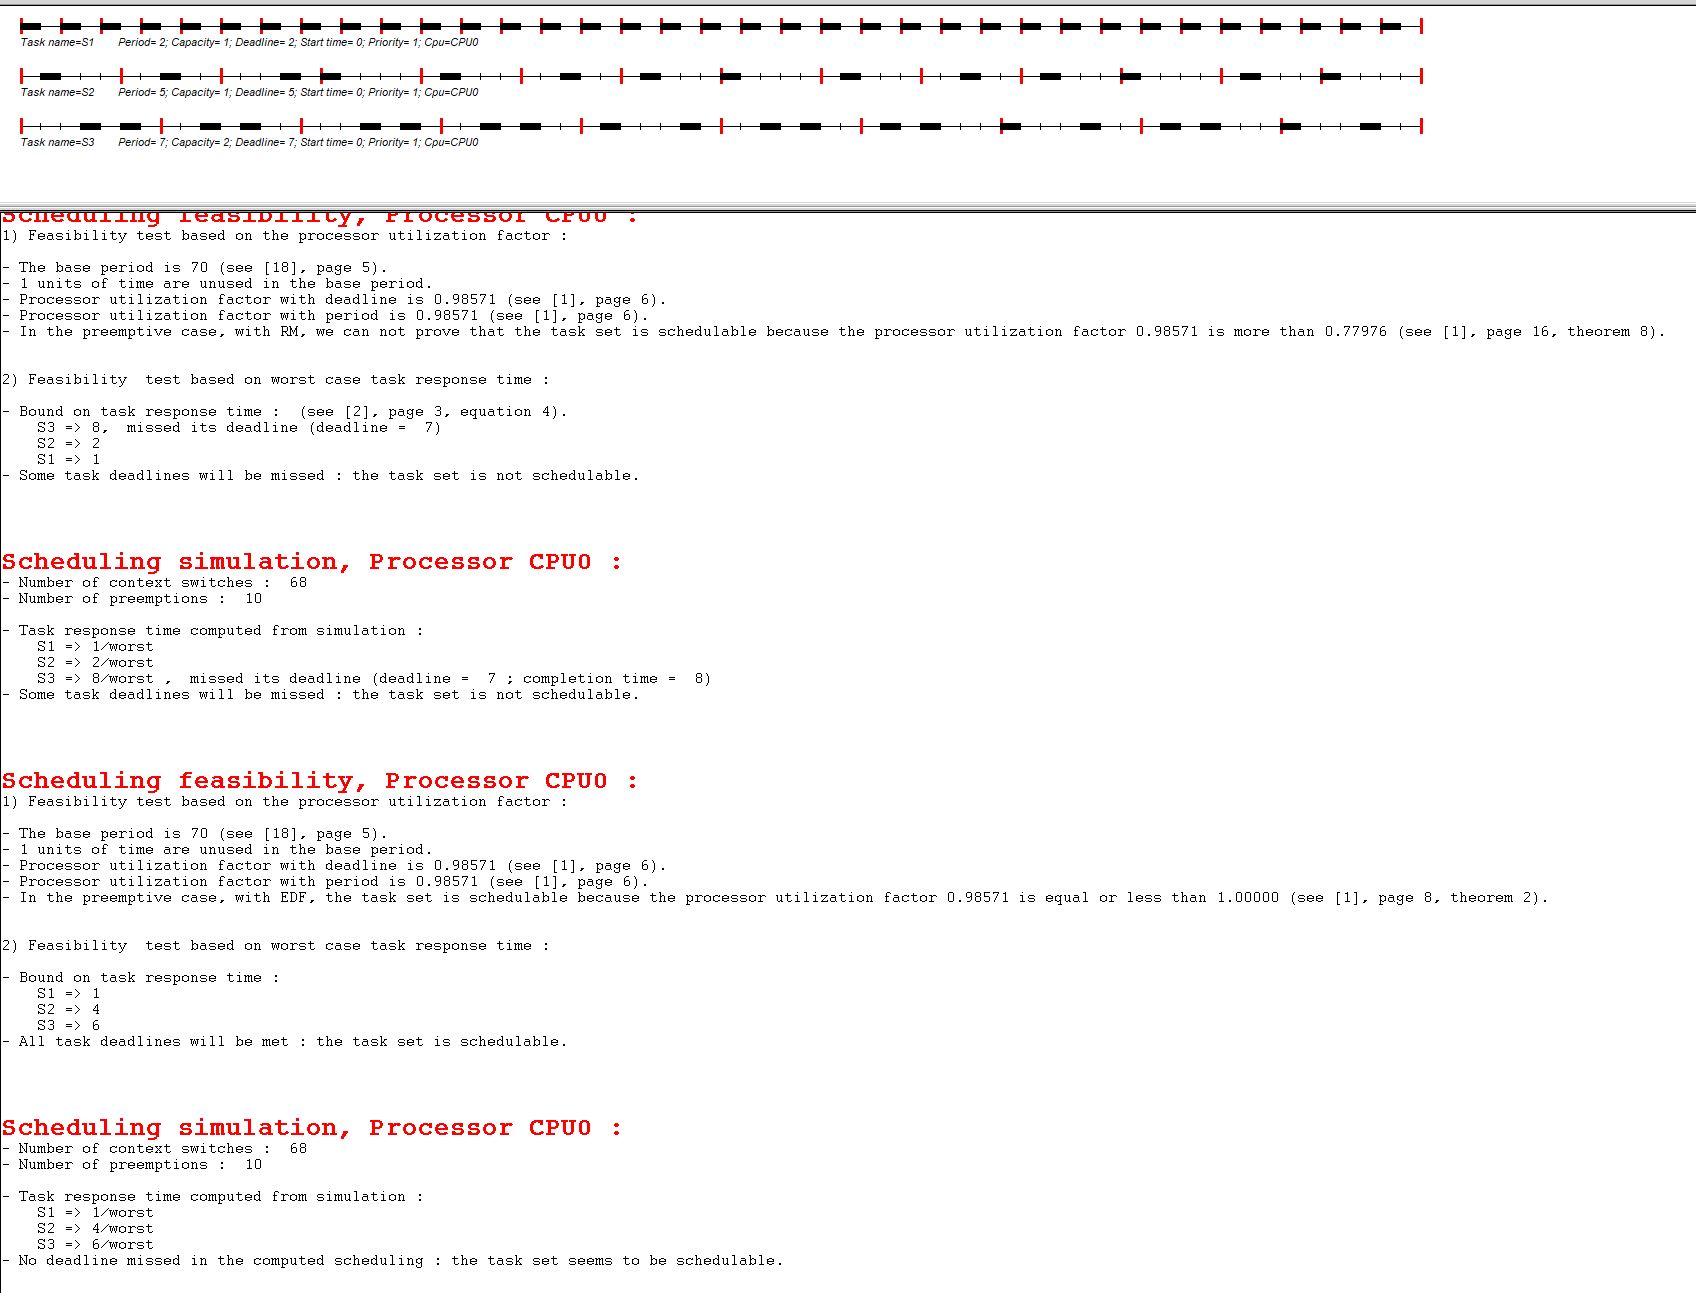 Task name=S1 Period= 2; Capacity= 1; Deadline= 2; Start time= 0; Priority= 1; Cpu=CPU0
Task name=S2 Period= 5; Capacity= 1; Deadline= 5; Start time= 0; Priority= 1; Cpu=CPU0
Task name=S3 Period= 7; Capacity= 2; Deadline= 7; Start time= 0; Priority= 1; Cpu=CPU0
Scheduling feasibility, Processor CPU0 :
1) Feasibility test based on the processor utilization factor :
- The base period is 70 (see [18], page 5).
- 1 units of time are unused in the base period.
- Processor utilization factor with deadline is 0.98571 (see [1], page 6).
- Processor utilization factor with period is 0.98571 (see [1], page 6).
- In the preemptive case, with RM, we can not prove that the task set is schedulable because the processor utilization factor 0.98571 is more than 0.77976 (see [1], page 16, theorem 8).
2) Feasibility  test based on worst case task response time :
- Bound on task response time :  (see [2], page 3, equation 4).
S3 => 8,  missed its deadline (deadline =  7)
S2 => 2
S1 => 1
- Some task deadlines will be missed : the task set is not schedulable.
Scheduling simulation, Processor CPU0 :
- Number of context switches :  68
- Number of preemptions :  10
- Task response time computed from simulation :
S1 => 1/worst
S2 => 2/worst
S3 => 8/worst ,  missed its deadline (deadline =  7 ; completion time =  8)
- Some task deadlines will be missed : the task set is not schedulable.
Scheduling feasibility, Processor CPU0 :
1) Feasibility test based on the processor utilization factor :
- The base period is 70 (see [18], page 5).
- 1 units of time are unused in the base period.
- Processor utilization factor with deadline is 0.98571 (see [1], page 6).
- Processor utilization factor with period is 0.98571 (see [1], page 6).
- In the preemptive case, with EDF, the task set is schedulable because the processor utilization factor 0.98571 is equal or less than 1.00000 (see [1], page 8, theorem 2).
2) Feasibility  test based on worst case task response time :
- Bound on task response time :
S1 => 1
S2 => 4
S3 => 6
- All task deadlines will be met : the task set is schedulable.
Scheduling simulation, Processor CPU0 :
- Number of context switches :  68
- Number of preemptions :  10
- Task response time computed from simulation :
S1 => 1/worst
S2 => 4/worst
S3 => 6/worst
- No deadline missed in the computed scheduling : the task set seems to be schedulable.